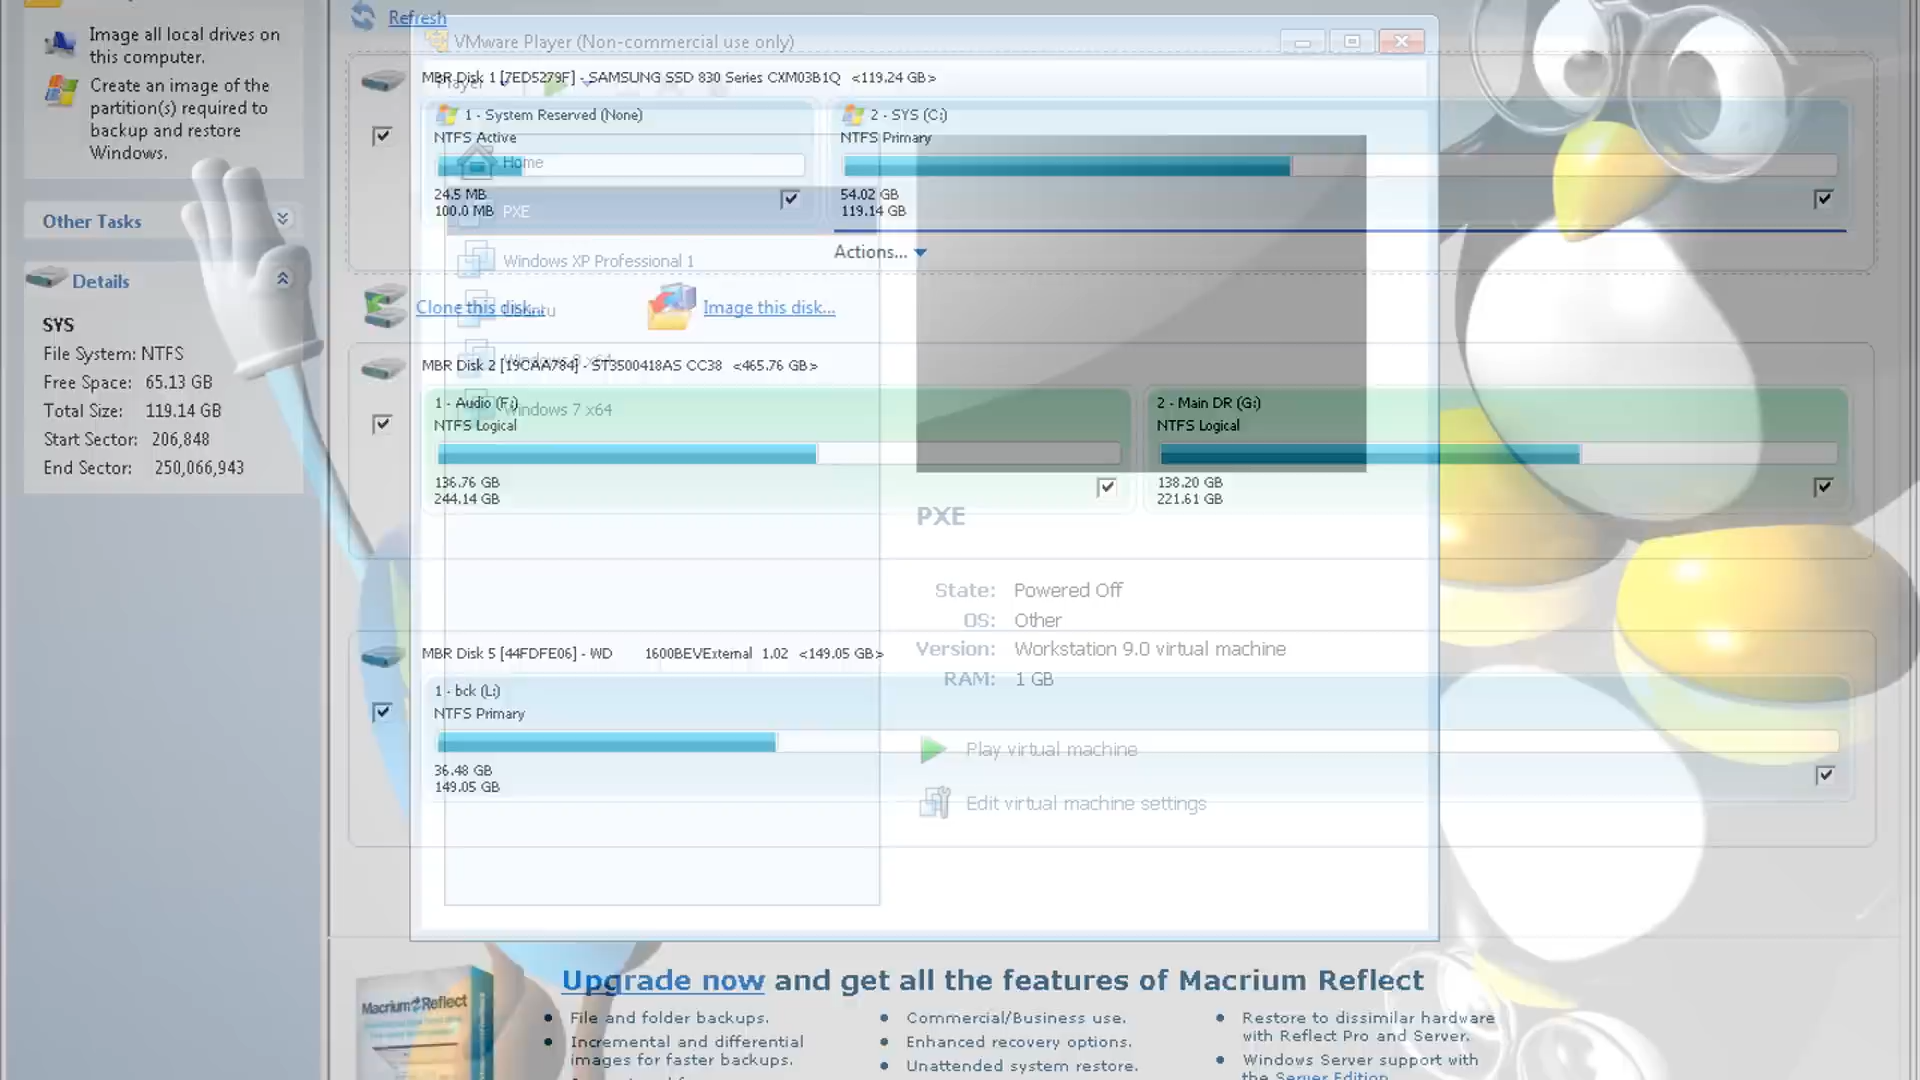 Image all local drives on
this computer.
Create an image of the
partition(s) required to
backup and restore
Windows.
Other Tasks
Details
SYS
File System: NTFS
Free Space: 65.13 GB
Total Size: 119.14 GB
Start Sector: 206,848
End Sector: 250,066,943
Refresh
VMware Player (Non-commercial use only)
Player
MBR Disk 1 [7ED5279F] - SAMSUNG SSD 830 Series CXM03B1Q <119.24 GB>
1 - System Reserved (None)
NTFS Active
24.5 MB
100.0 MB
2 - SYS (C:)
NTFS Primary
54.02 GB
119.14 GB
Actions...
Home
PXE
Windows XP Professional 1
Ubuntu
Windows 8 x64
Windows 7 x64
Clone this disk...
Image this disk...
MBR Disk 2 [19CAA784] - ST3500418AS CC38 <465.76 GB>
1 - Audio (F:)
NTFS Logical
136.76 GB
244.14 GB
2 - Main DR (G:)
NTFS Logical
138.20 GB
221.61 GB
PXE
State: Powered Off
OS: Other
Version: Workstation 9.0 virtual machine
RAM: 1 GB
Play virtual machine
Edit virtual machine settings
MBR Disk 5 [44FDFE06] - WD 1600BEVExternal 1.02 <149.05 GB>
1 - bck (L:)
NTFS Primary
36.48 GB
149.05 GB
Macrium Reflect
Upgrade now and get all the features of Macrium Reflect
• File and folder backups.
• Incremental and differential
images for faster backups.
• Commercial/Business use.
• Enhanced recovery options.
• Unattended system restore.
• Restore to dissimilar hardware
with Reflect Pro and Server.
• Windows Server support with
the Server Edition